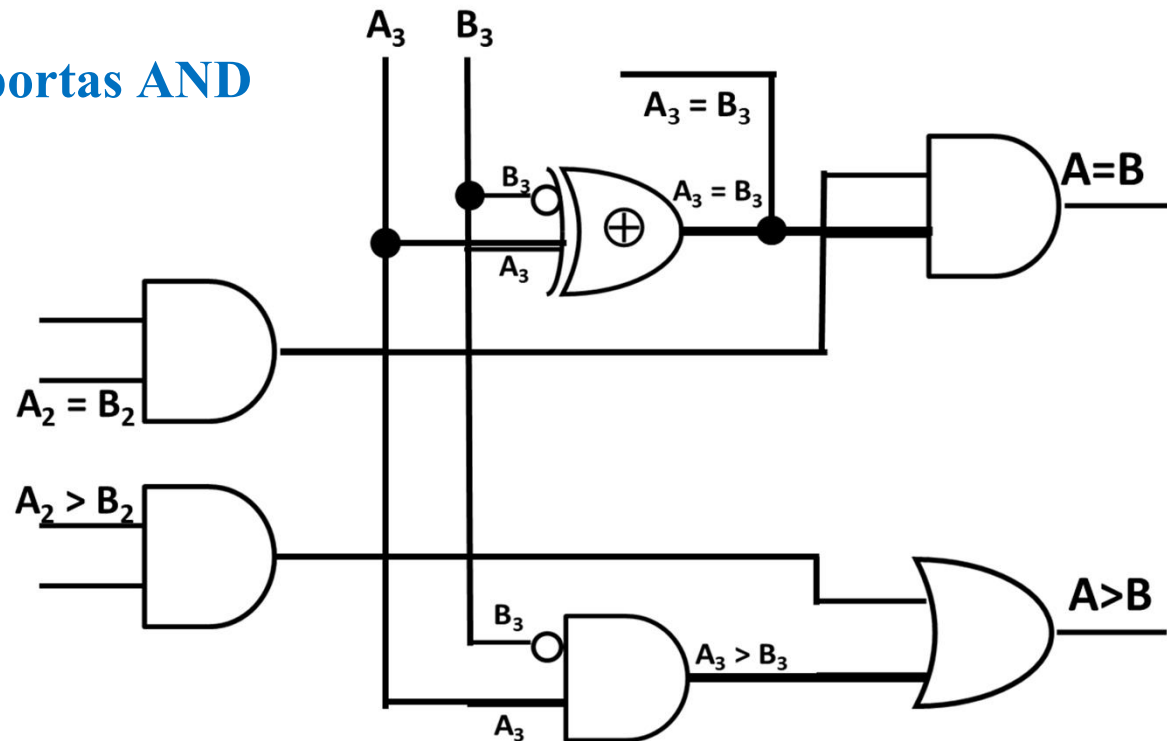 A₃ B₃
portas AND
A₃ = B₃
B₃
A₃ = B₃
A=B
A₃
A₂ = B₂
A₂ > B₂
B₃
A₃ > B₃
A>B
A₃